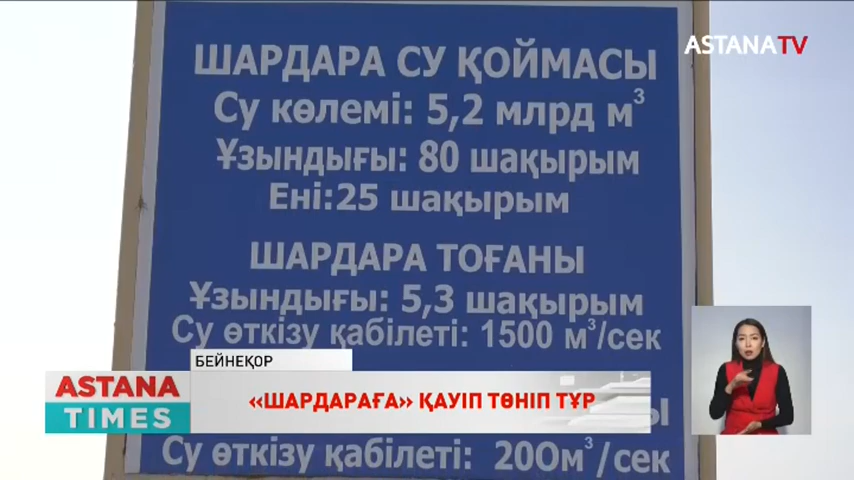 ASTANATV
ШАРДАРА СУ ҚОЙМАСЫ
Су көлемі: 5,2 млрд м³
Ұзындығы: 80 шақырым
Ені:25 шақырым
ШАРДАРА ТОҒАНЫ
Ұзындығы: 5,3 шақырым
Су өткізу қабілеті: 1500 м³/сек
БЕЙНЕҚОР
ASTANA
TIMES
«ШАРДАРАҒА» ҚАУІП ТӨНІП ТҰР
Су өткізу қабілеті: 200м³/сек